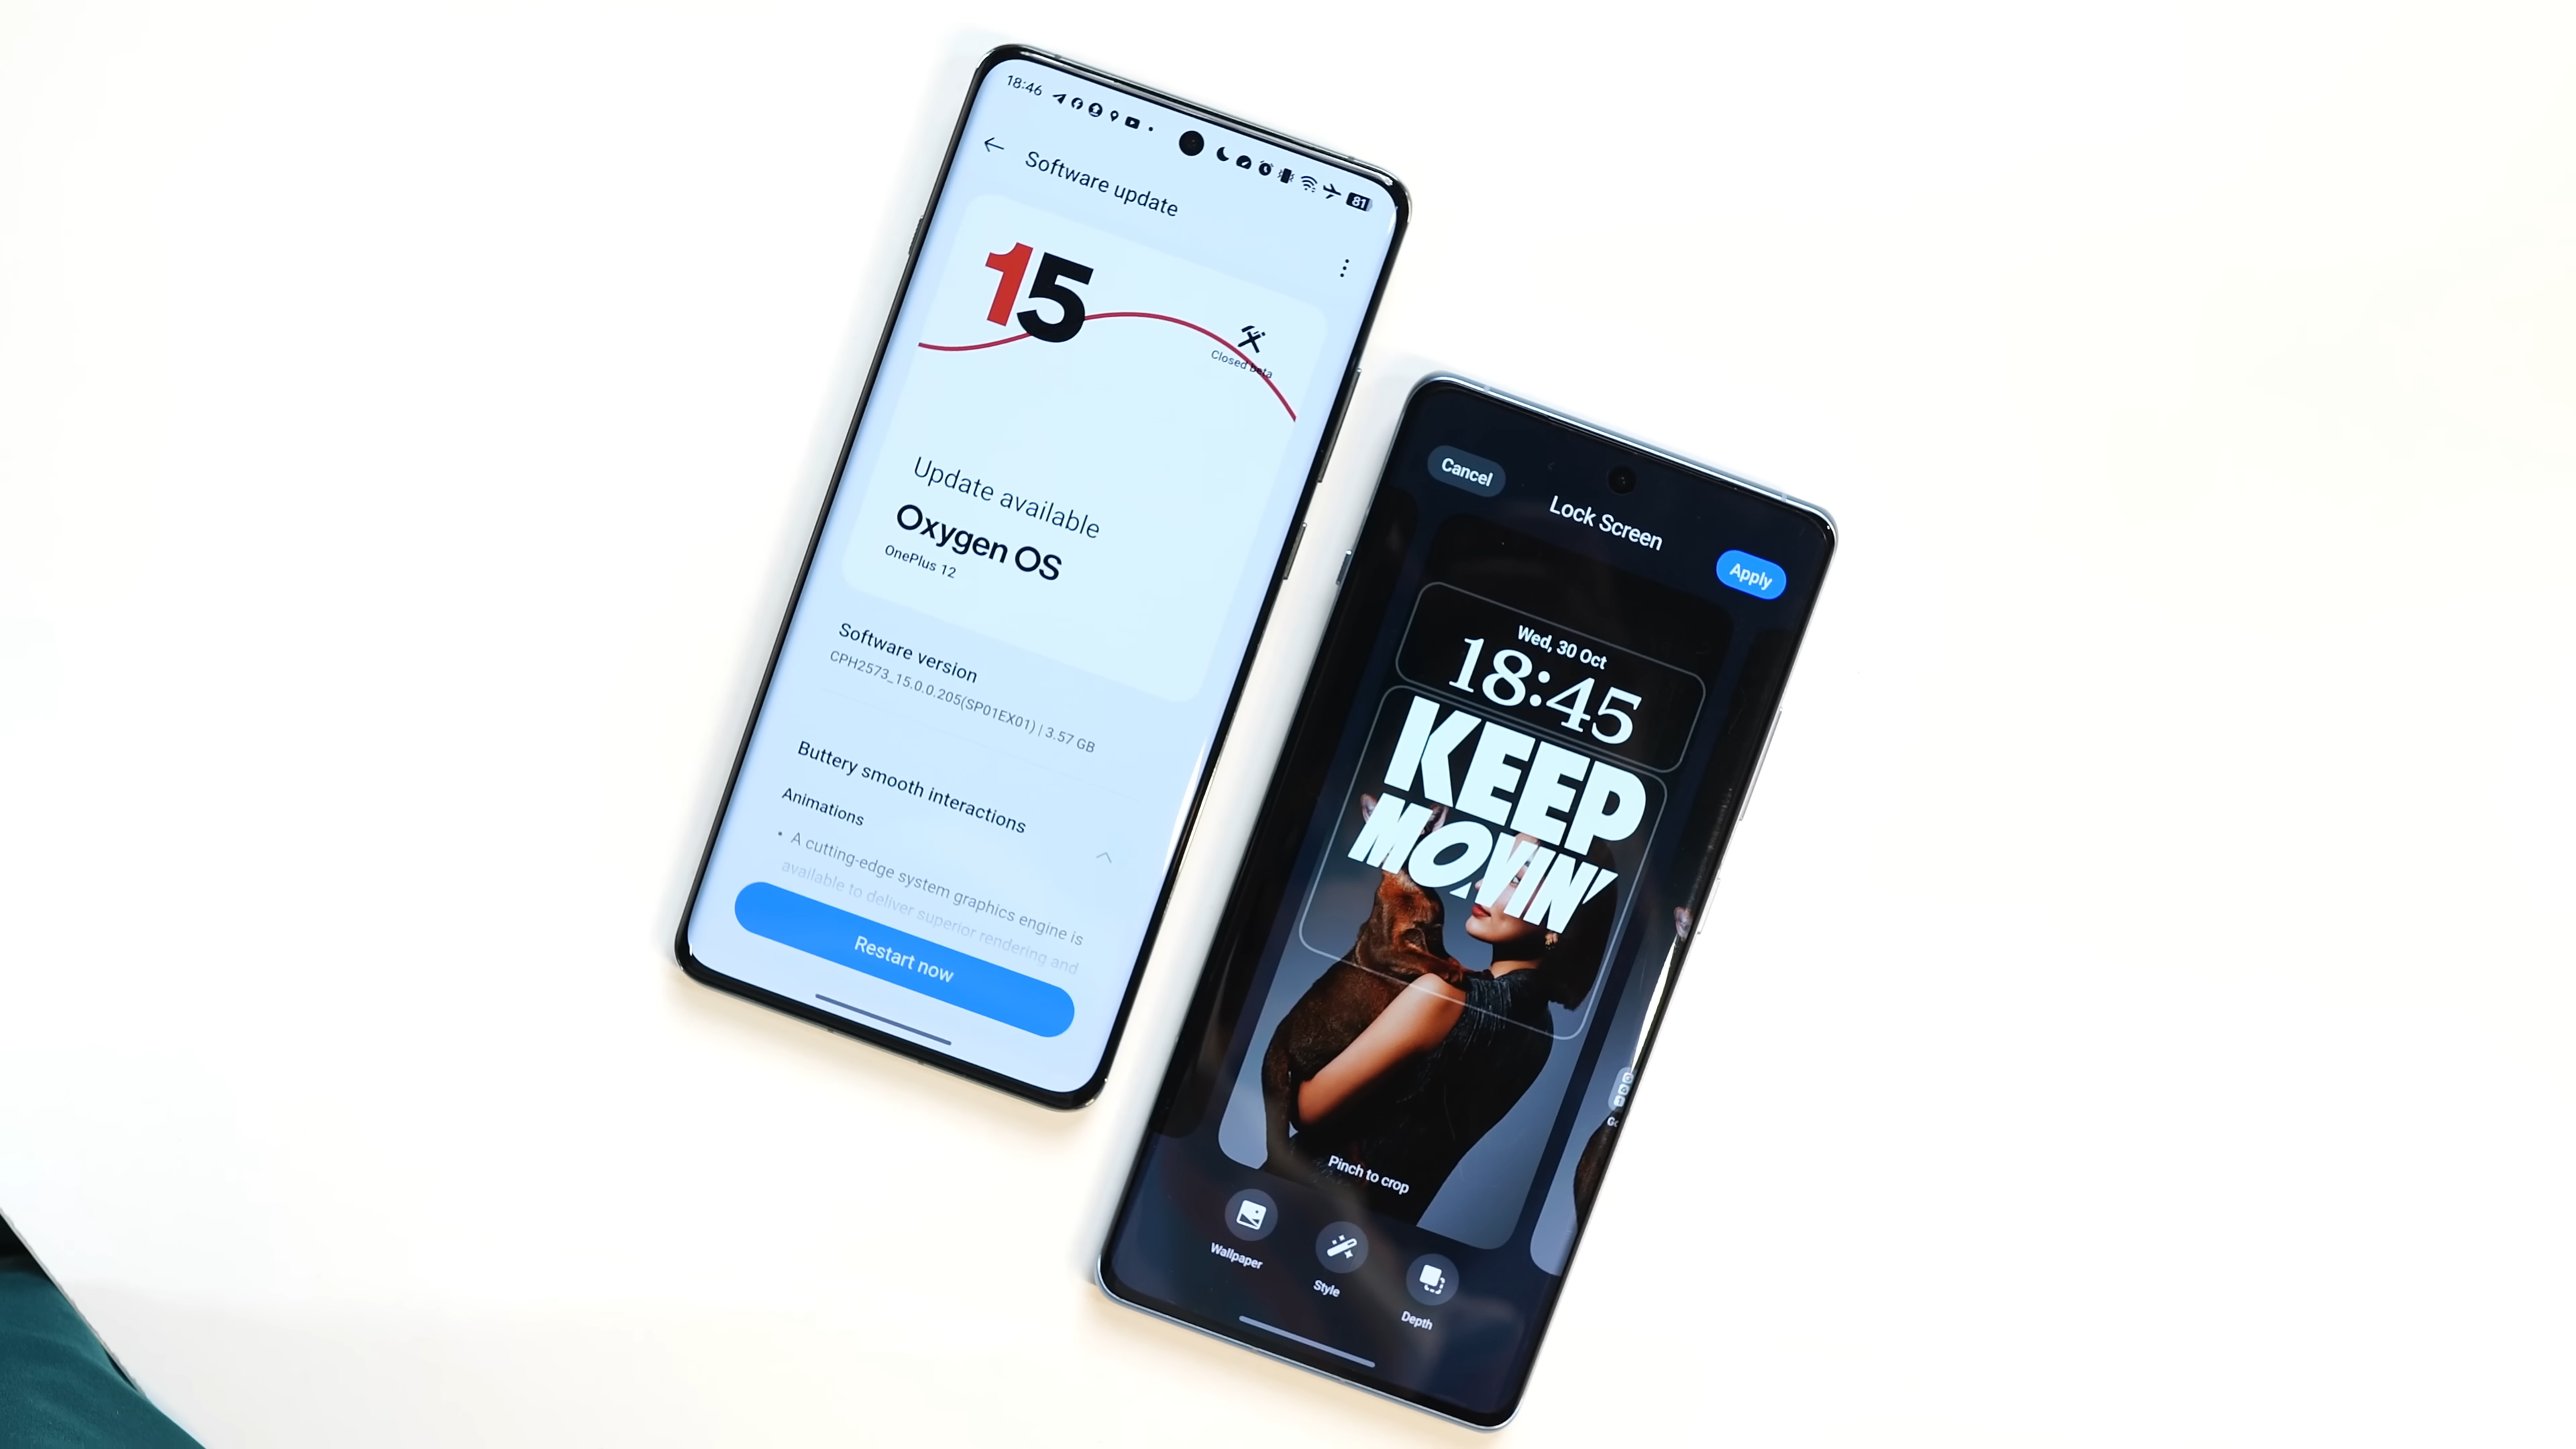 18:46
81
Software update
15
Closed beta
Update available
Oxygen OS
OnePlus 12
Software version
CPH2573_15.0.0.205(SP01EX01) | 3.57 GB
Buttery smooth interactions
Animations
• A cutting-edge system graphics engine is
available to deliver superior rendering and
Restart now
Cancel
Lock Screen
Apply
Wed, 30 Oct
18:45
KEEP
MOVIN'
Pinch to crop
Wallpaper
Style
Depth